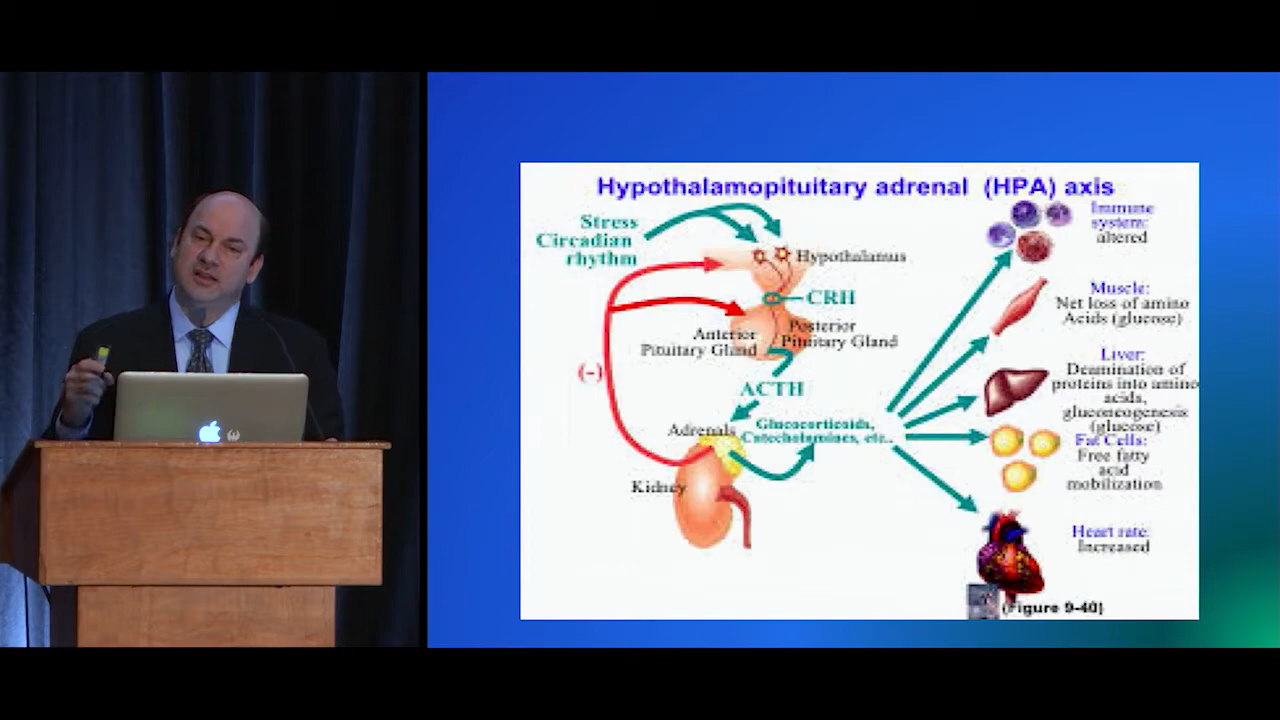 Hypothalamopituitary adrenal (HPA) axis
Stress
Circadian
rhythm
Hypothalamus
CRH
Anterior
Pituitary Gland
Posterior
Pituitary Gland
(-)
ACTH
Adrenals
Glucocorticoids,
Catecholamines, etc..
Kidney
Immune
system:
altered
Muscle:
Net loss of amino
Acids (glucose)
Liver:
Deamination of
proteins into amino
acids,
gluconeogenesis
(glucose)
Fat Cells:
Free fatty
acid
mobilization
Heart rate:
Increased
(Figure 9-40)